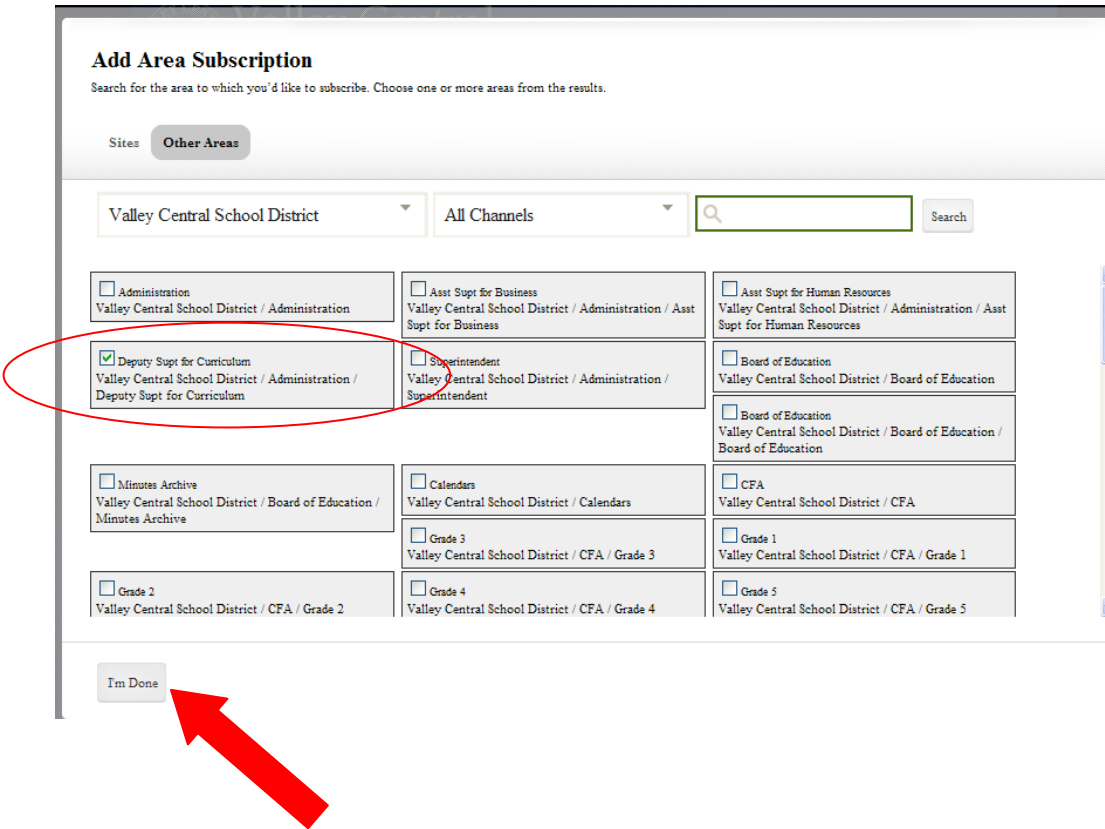 Valley Central
Add Area Subscription
Search for the area to which you'd like to subscribe. Choose one or more areas from the results.
Sites Other Areas
Valley Central School District All Channels Search
Administration
Valley Central School District / Administration
Asst Supt for Business
Valley Central School District / Administration / Asst
Supt for Business
Asst Supt for Human Resources
Valley Central School District / Administration / Asst
Supt for Human Resources
Deputy Supt for Curriculum
Valley Central School District / Administration /
Deputy Supt for Curriculum
Superintendent
Valley Central School District / Administration /
Superintendent
Board of Education
Valley Central School District / Board of Education
Board of Education
Valley Central School District / Board of Education /
Board of Education
Minutes Archive
Valley Central School District / Board of Education /
Minutes Archive
Calendars
Valley Central School District / Calendars
CFA
Valley Central School District / CFA
Grade 3
Valley Central School District / CFA / Grade 3
Grade 1
Valley Central School District / CFA / Grade 1
Grade 2
Valley Central School District / CFA / Grade 2
Grade 4
Valley Central School District / CFA / Grade 4
Grade 5
Valley Central School District / CFA / Grade 5
I'm Done